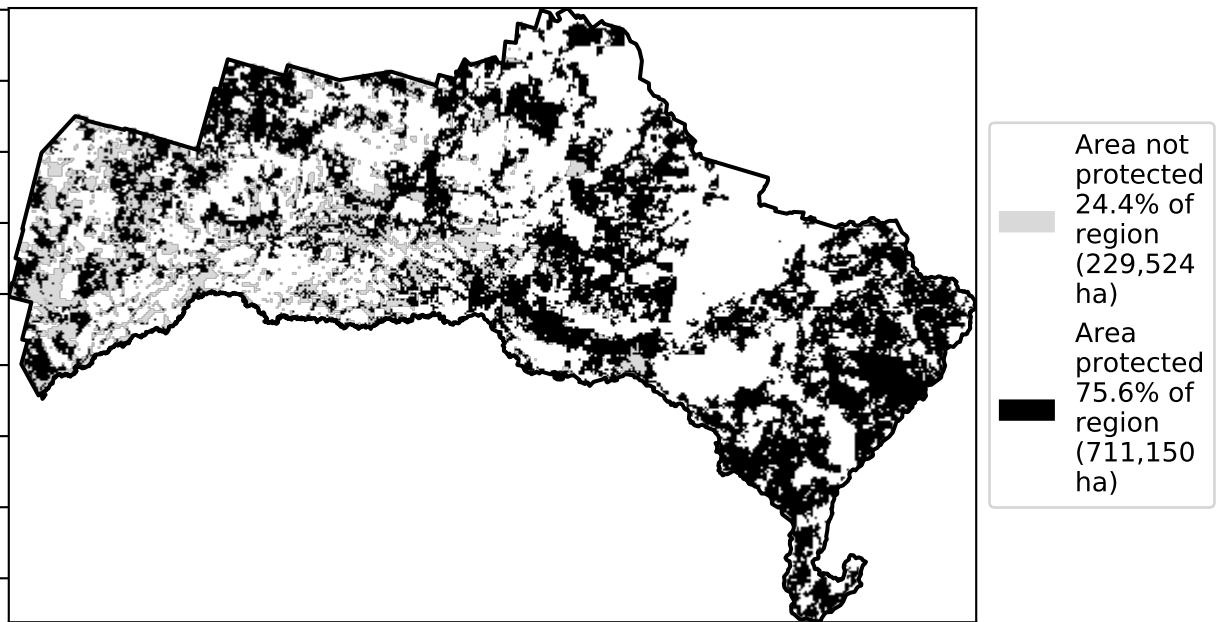 Area not
protected
24.4% of
region
(229,524
ha)
Area
protected
75.6% of
region
(711,150
ha)